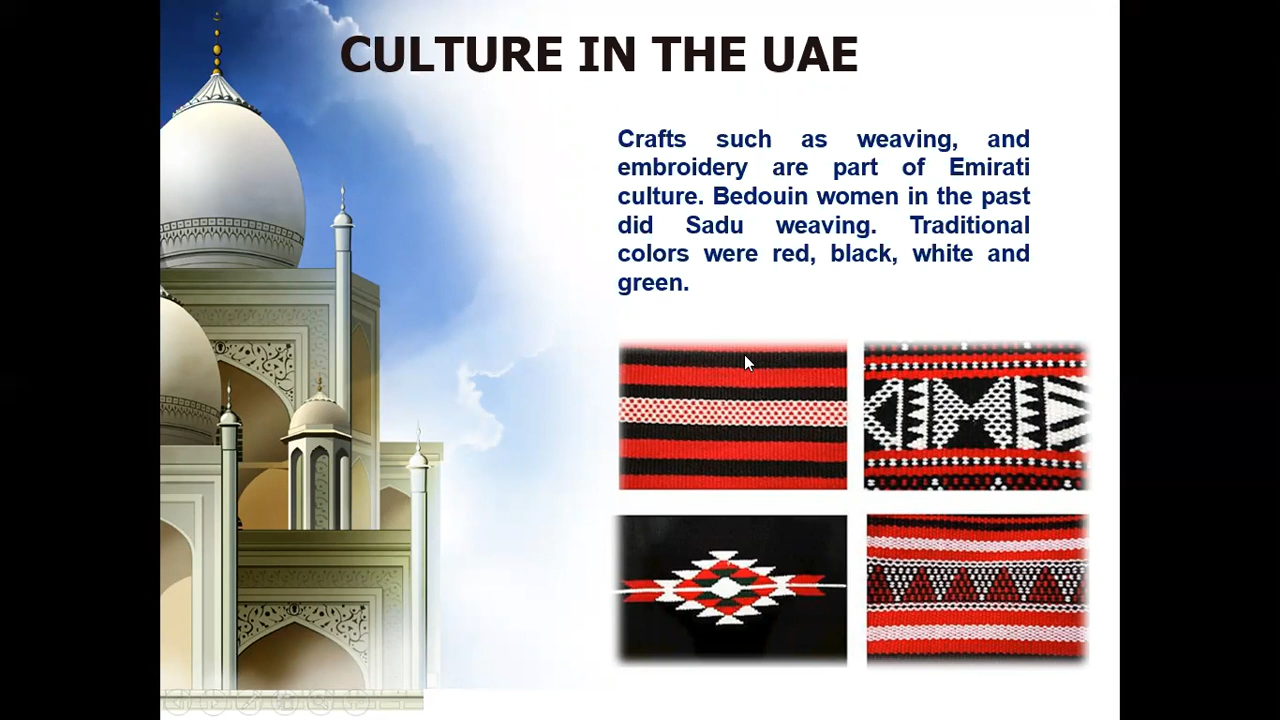 CULTURE IN THE UAE
Crafts such as weaving, and
embroidery are part of Emirati
culture. Bedouin women in the past
did Sadu weaving. Traditional
colors were red, black, white and
green.